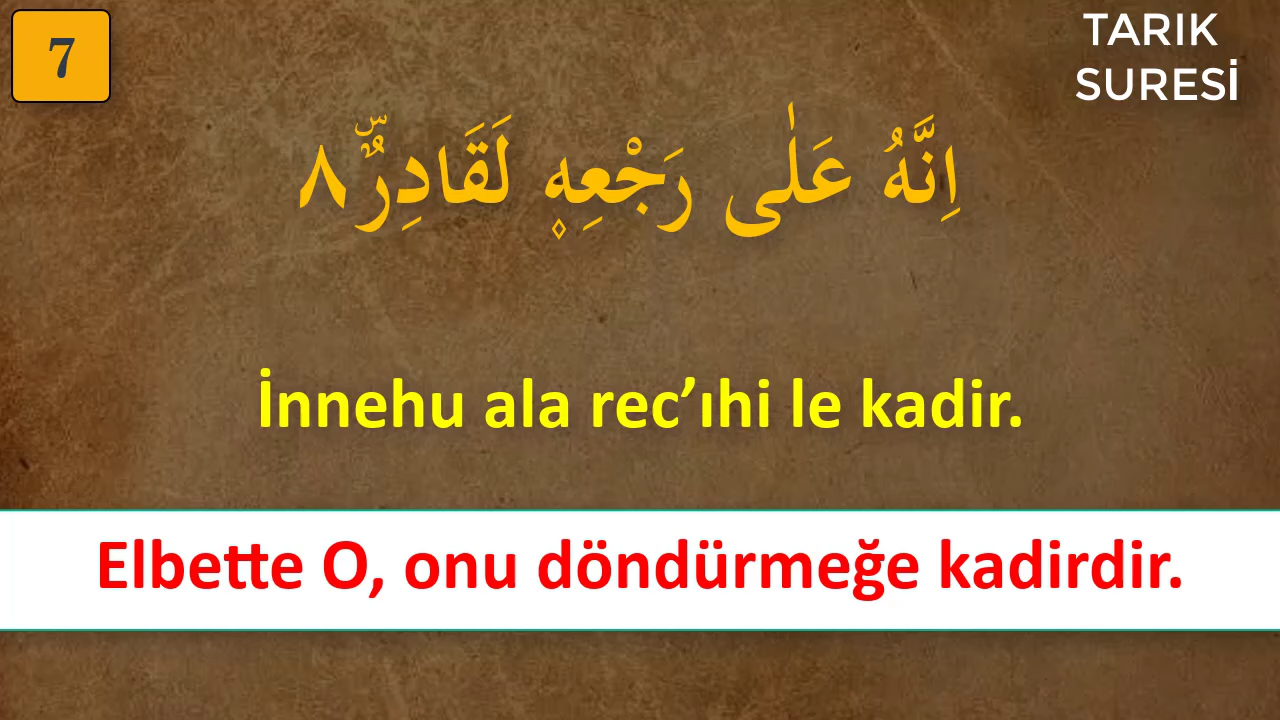 7
TARIK
SURESİ
اِنَّهُ عَلٰى رَجْعِه۪ لَقَادِرٌۜ ٨
İnnehu ala rec’ıhi le kadir.
Elbette O, onu döndürmeğe kadirdir.